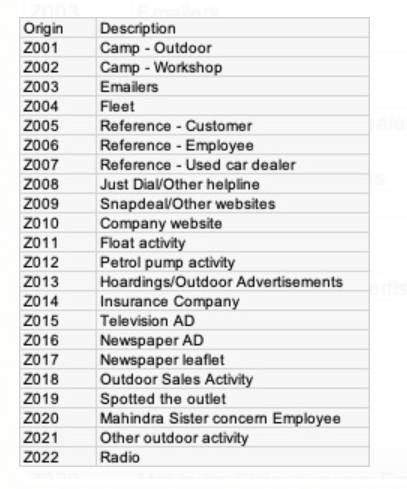 Origin Description
Z001 Camp - Outdoor
Z002 Camp - Workshop
Z003 Emailers
Z004 Fleet
Z005 Reference - Customer
Z006 Reference - Employee
Z007 Reference - Used car dealer
Z008 Just Dial/Other helpline
Z009 Snapdeal/Other websites
Z010 Company website
Z011 Float activity
Z012 Petrol pump activity
Z013 Hoardings/Outdoor Advertisements
Z014 Insurance Company
Z015 Television AD
Z016 Newspaper AD
Z017 Newspaper leaflet
Z018 Outdoor Sales Activity
Z019 Spotted the outlet
Z020 Mahindra Sister concern Employee
Z021 Other outdoor activity
Z022 Radio